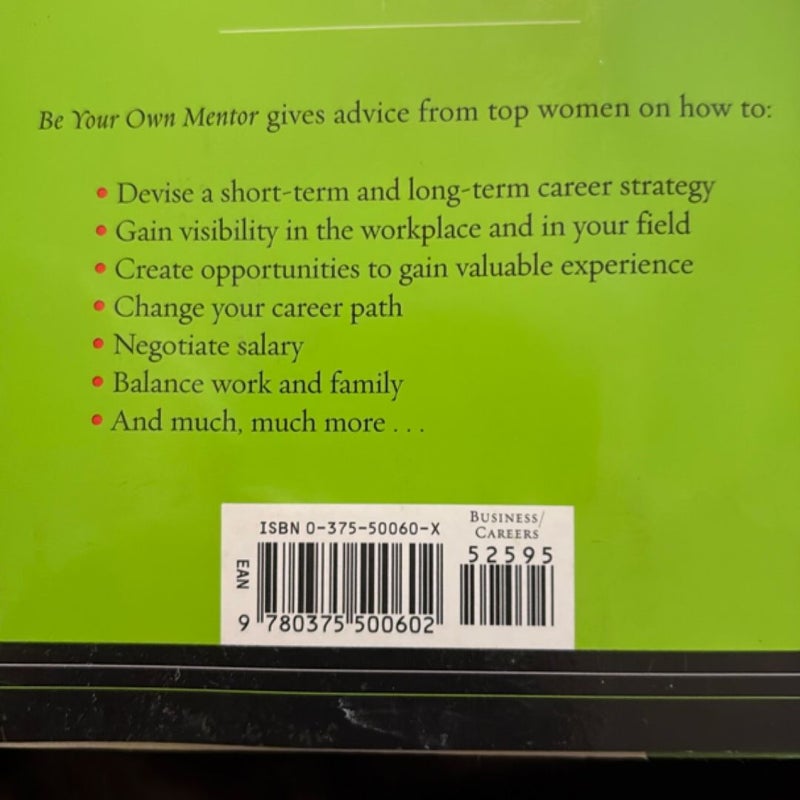 Be Your Own Mentor gives advice from top women on how to:
• Devise a short-term and long-term career strategy
• Gain visibility in the workplace and in your field
• Create opportunities to gain valuable experience
• Change your career path
• Negotiate salary
• Balance work and family
• And much, much more . . .
ISBN 0-375-50060-X
BUSINESS/
CAREERS
52595
EAN
9 780375 500602